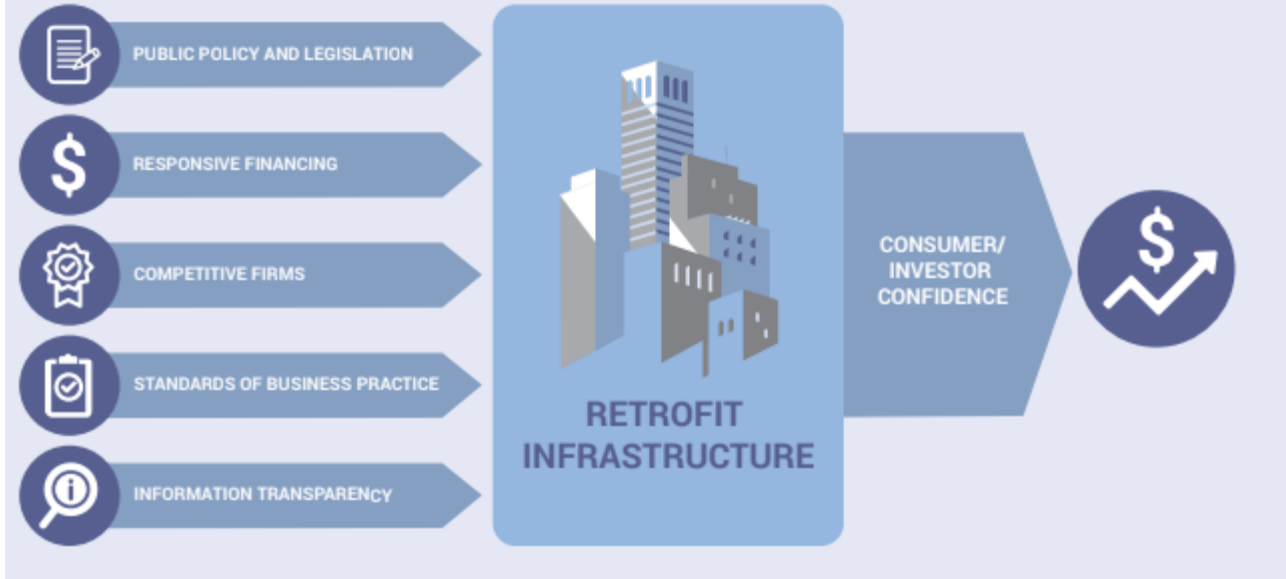 PUBLIC POLICY AND LEGISLATION
RESPONSIVE FINANCING
COMPETITIVE FIRMS
STANDARDS OF BUSINESS PRACTICE
INFORMATION TRANSPARENCY
RETROFIT
INFRASTRUCTURE
CONSUMER/
INVESTOR
CONFIDENCE